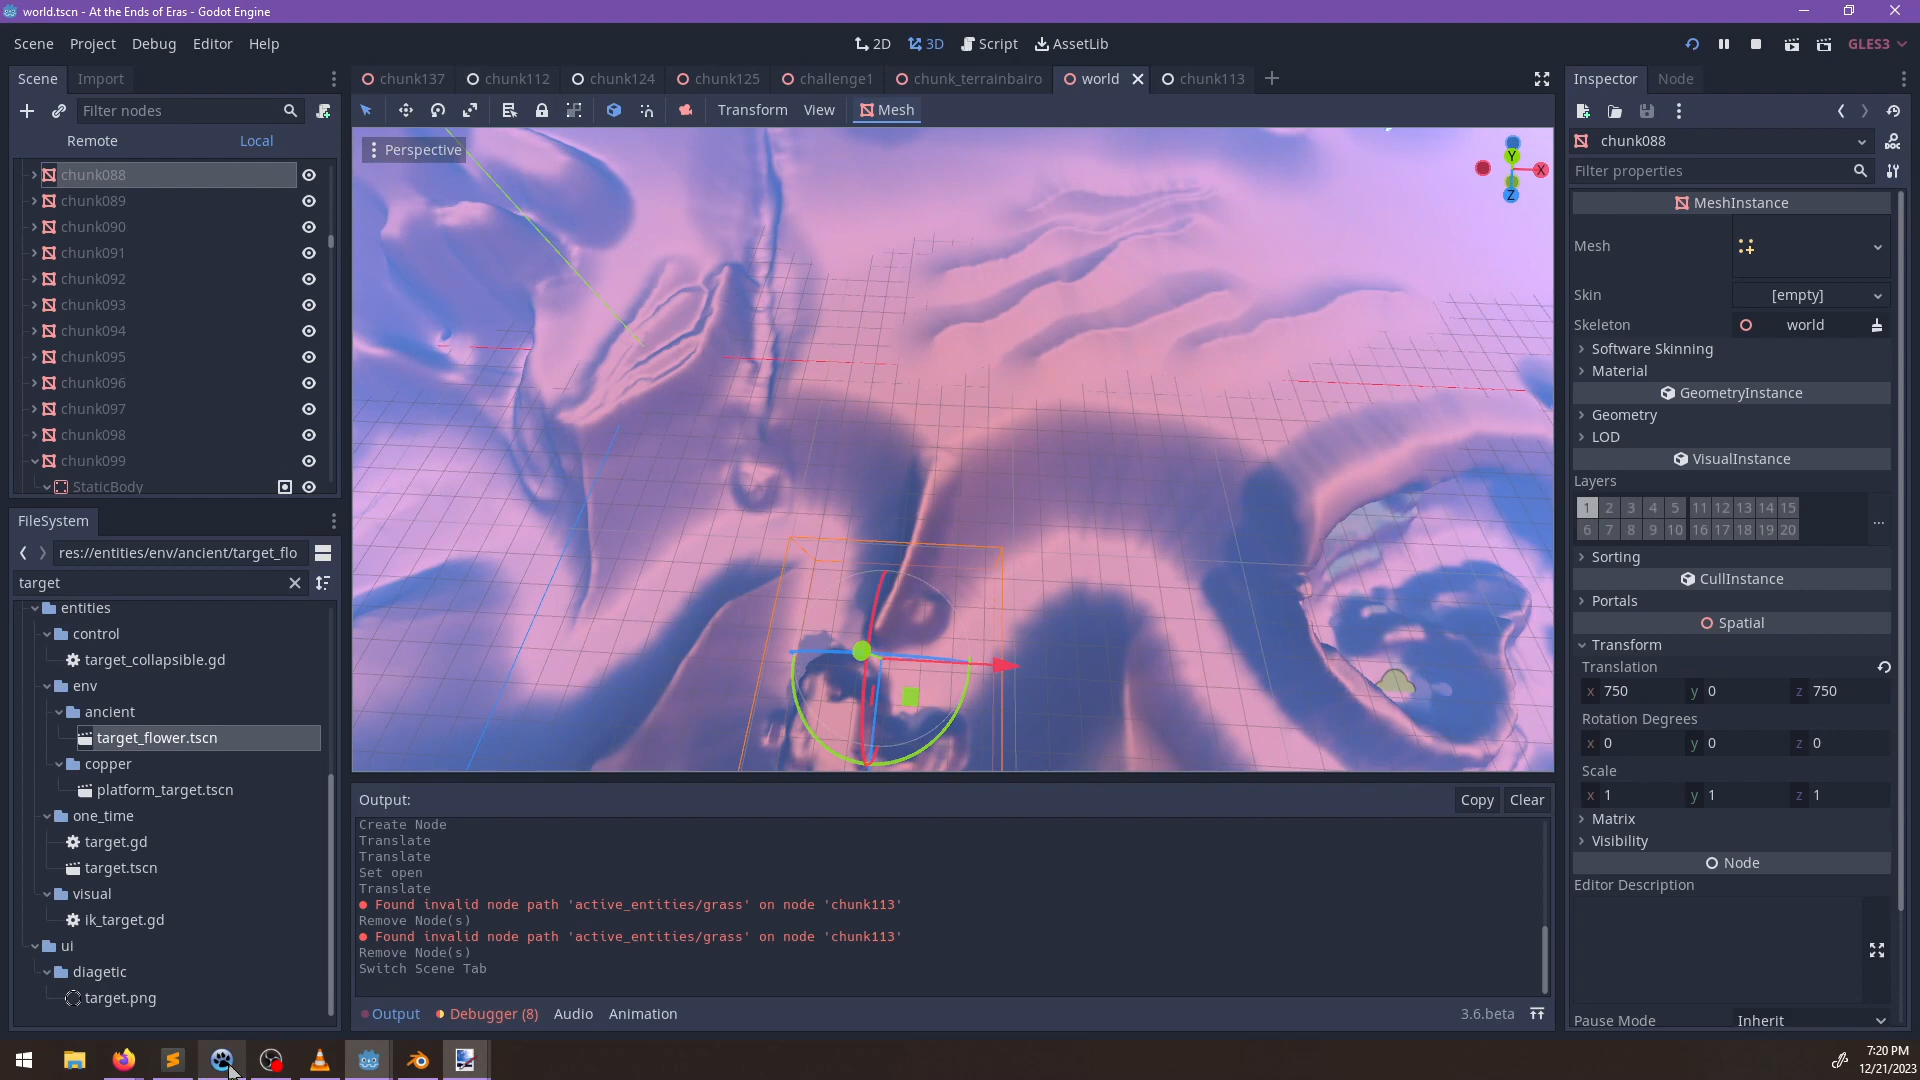 world.tscn - At the Ends of Eras - Godot Engine
Scene Project Debug Editor Help
2D 3D Script AssetLib
GLES3
Scene Import
chunk137 chunk112 chunk124 chunk125 challenge1 chunk_terrainbairo world chunk113
Inspector Node
Filter nodes
Transform View Mesh
Remote Local
chunk088
Filter properties
Perspective
Y
X
Z
chunk088
chunk089
chunk090
chunk091
chunk092
chunk093
chunk094
chunk095
chunk096
chunk097
chunk098
chunk099
StaticBody
MeshInstance
Mesh
Skin [empty]
Skeleton world
Software Skinning
Material
GeometryInstance
Geometry
LOD
VisualInstance
Layers
1 2 3 4 5 11 12 13 14 15
6 7 8 9 10 16 17 18 19 20
...
Sorting
CullInstance
Portals
Spatial
Transform
Translation
x 750 y 0 z 750
Rotation Degrees
x 0 y 0 z 0
Scale
x 1 y 1 z 1
Matrix
Visibility
Node
Editor Description
Pause Mode Inherit
FileSystem
res://entities/env/ancient/target_flo
target
entities
control
target_collapsible.gd
env
ancient
target_flower.tscn
copper
platform_target.tscn
one_time
target.gd
target.tscn
visual
ik_target.gd
ui
diagetic
target.png
Output:
Copy Clear
Create Node
Translate
Translate
Set open
Translate
Found invalid node path 'active_entities/grass' on node 'chunk113'
Remove Node(s)
Found invalid node path 'active_entities/grass' on node 'chunk113'
Remove Node(s)
Switch Scene Tab
Output Debugger (8) Audio Animation
3.6.beta
7:20 PM
12/21/2023